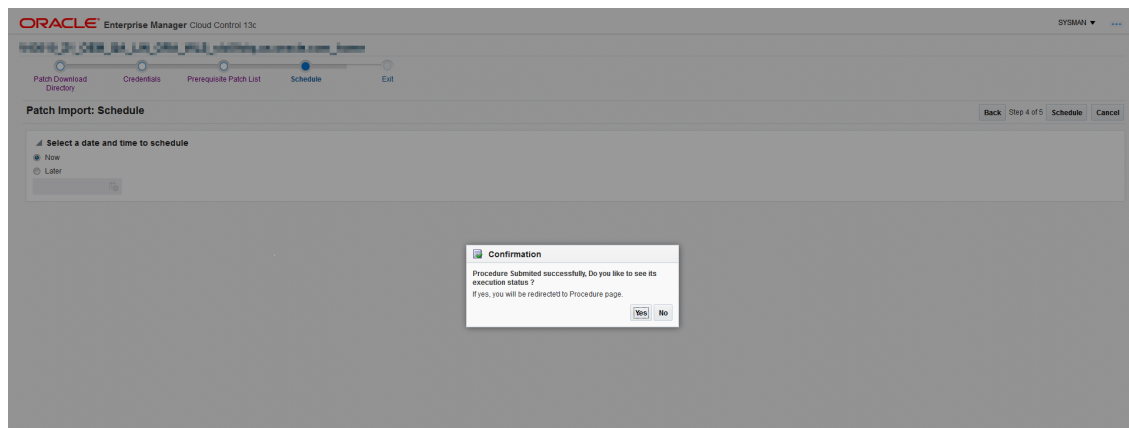 ORACLE® Enterprise Manager Cloud Control 13c
SYSMAN
Patch Download
Directory
Credentials
Prerequisite Patch List
Schedule
Exit
Patch Import: Schedule
Back Step 4 of 5 Schedule Cancel
Select a date and time to schedule
Now
Later
Confirmation
Procedure Submited successfully, Do you like to see its
execution status ?
If yes, you will be redirectetl to Procedure page.
Yes No